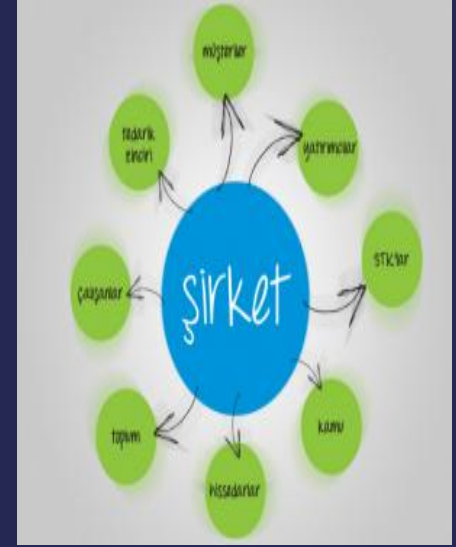 müşteriler
yatırımcılar
STK'lar
kamu
hissedarlar
toplum
çalışanlar
tedarik
zinciri
şirket